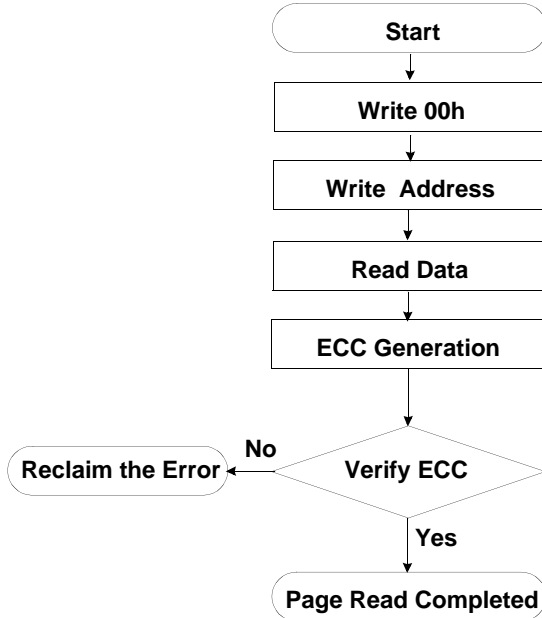 Start
Write 00h
Write Address
Read Data
ECC Generation
Verify ECC
No
Reclaim the Error
Yes
Page Read Completed